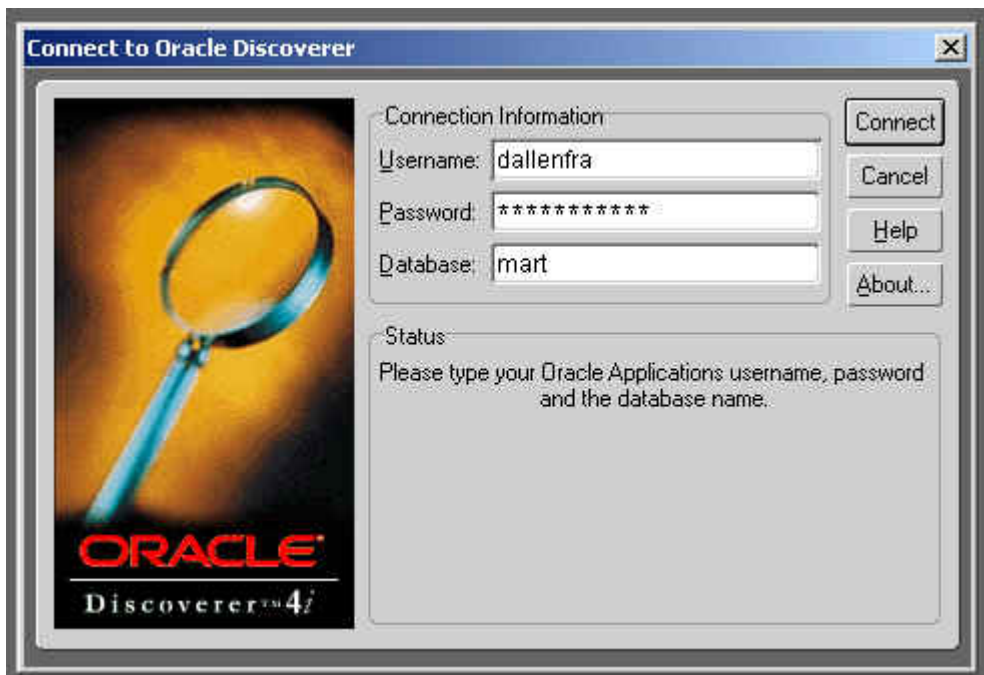 Connect to Oracle Discoverer
Connection Information
Username: dallenfra
Password: ***********
Database: mart
Connect
Cancel
Help
About...
Status
Please type your Oracle Applications username, password
and the database name.
ORACLE
Discoverer™ 4i